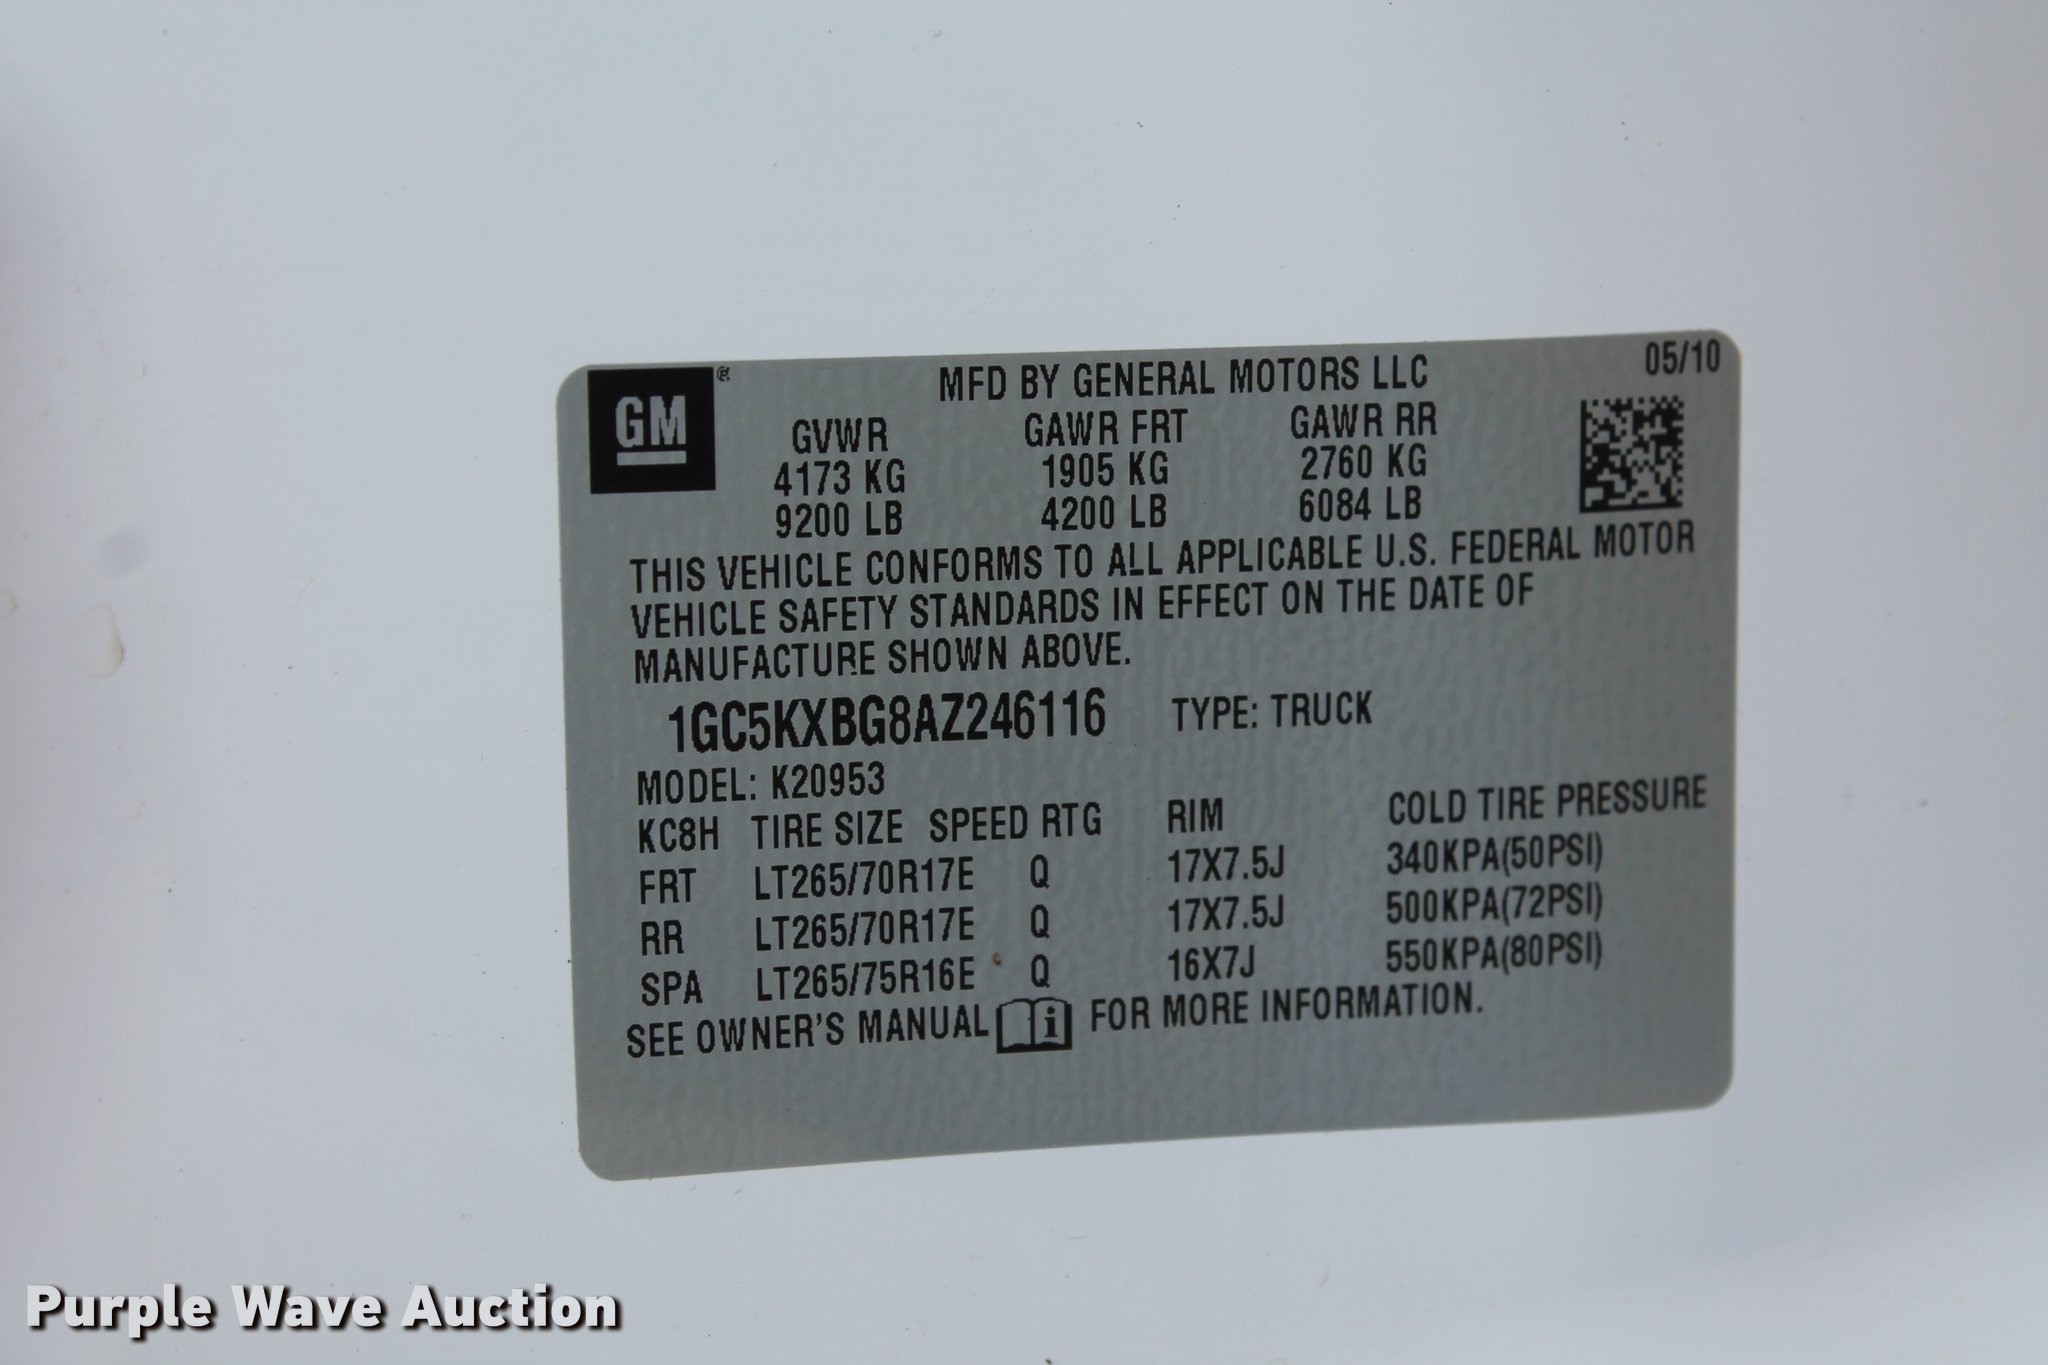 GM
MFD BY GENERAL MOTORS LLC 05/10
GVWR GAWR FRT GAWR RR
4173 KG 1905 KG 2760 KG
9200 LB 4200 LB 6084 LB
THIS VEHICLE CONFORMS TO ALL APPLICABLE U.S. FEDERAL MOTOR
VEHICLE SAFETY STANDARDS IN EFFECT ON THE DATE OF
MANUFACTURE SHOWN ABOVE.
1GC5KXBG8AZ246116 TYPE: TRUCK
MODEL: K20953
KC8H TIRE SIZE SPEED RTG RIM COLD TIRE PRESSURE
FRT LT265/70R17E Q 17X7.5J 340KPA(50PSI)
RR LT265/70R17E Q 17X7.5J 500KPA(72PSI)
SPA LT265/75R16E Q 16X7J 550KPA(80PSI)
SEE OWNER'S MANUAL i FOR MORE INFORMATION.
Purple Wave Auction